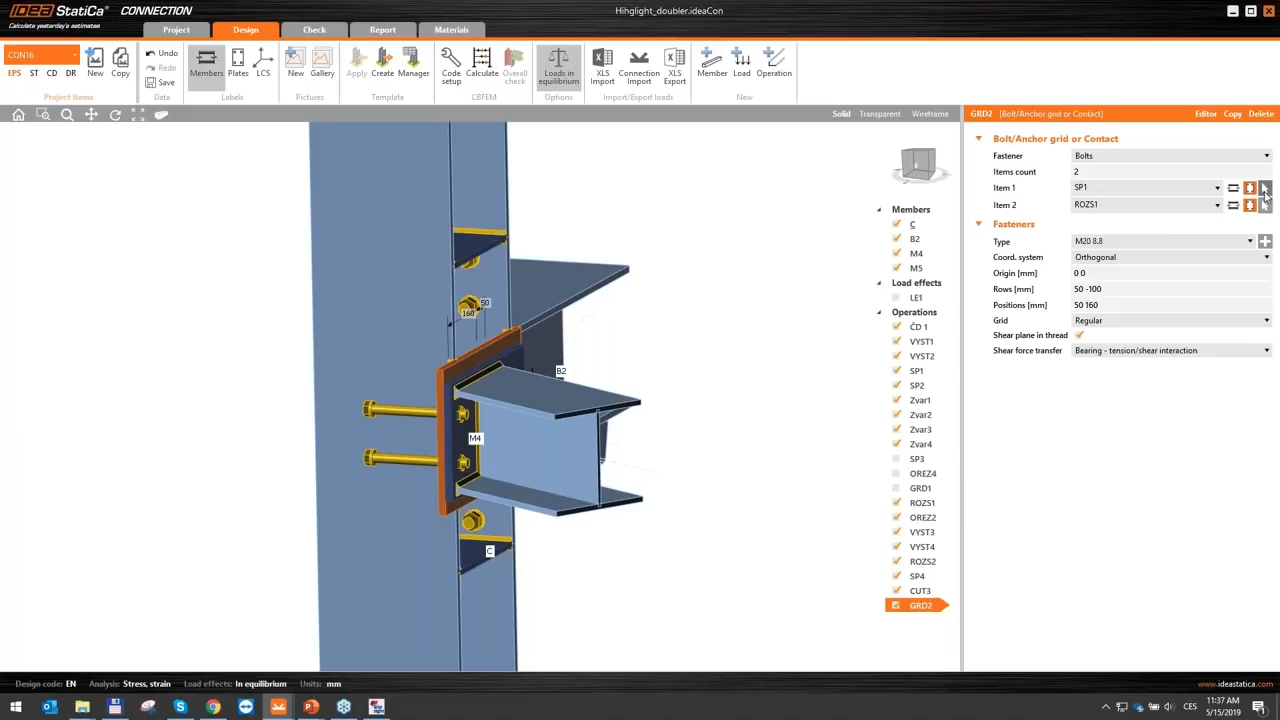 IDEA StatiCa CONNECTION
Calculate yesterday's estimates
Hinglight_doubler.ideaCon
Project
Design
Check
Report
Materials
CON16
EPS ST CD DR
New
Copy
Undo
Redo
Save
Members
Plates
LCS
New
Gallery
Apply
Create
Manager
Code setup
Calculate
Overall check
Loads in equilibrium
XLS Import
Connection Import
XLS Export
Member
Load
Operation
Project Items
Data
Labels
Pictures
Template
CBFEM
Options
Import/Export loads
New
Solid Transparent Wireframe
GRD2 [Bolt/Anchor grid or Contact]
Editor Copy Delete
Bolt/Anchor grid or Contact
Fastener Bolts
Items count 2
Item 1 SP1
Item 2 ROZS1
Fasteners
Type M20 8.8
Coord. system Orthogonal
Origin [mm] 0 0
Rows [mm] 50 -100
Positions [mm] 50 160
Grid Regular
Shear plane in thread
Shear force transfer Bearing - tension/shear interaction
Members
C
B2
M4
M5
Load effects
LE1
Operations
ČD 1
VYST1
VYST2
SP1
SP2
Zvar1
Zvar2
Zvar3
Zvar4
SP3
OREZ4
GRD1
ROZS1
OREZ2
VYST3
VYST4
ROZS2
SP4
CUT3
GRD2
50
160
B2
M4
C
Design code: EN Analysis: Stress, strain Load effects: In equilibrium Units: mm
www.ideastatica.com
CES
11:37 AM
5/15/2019